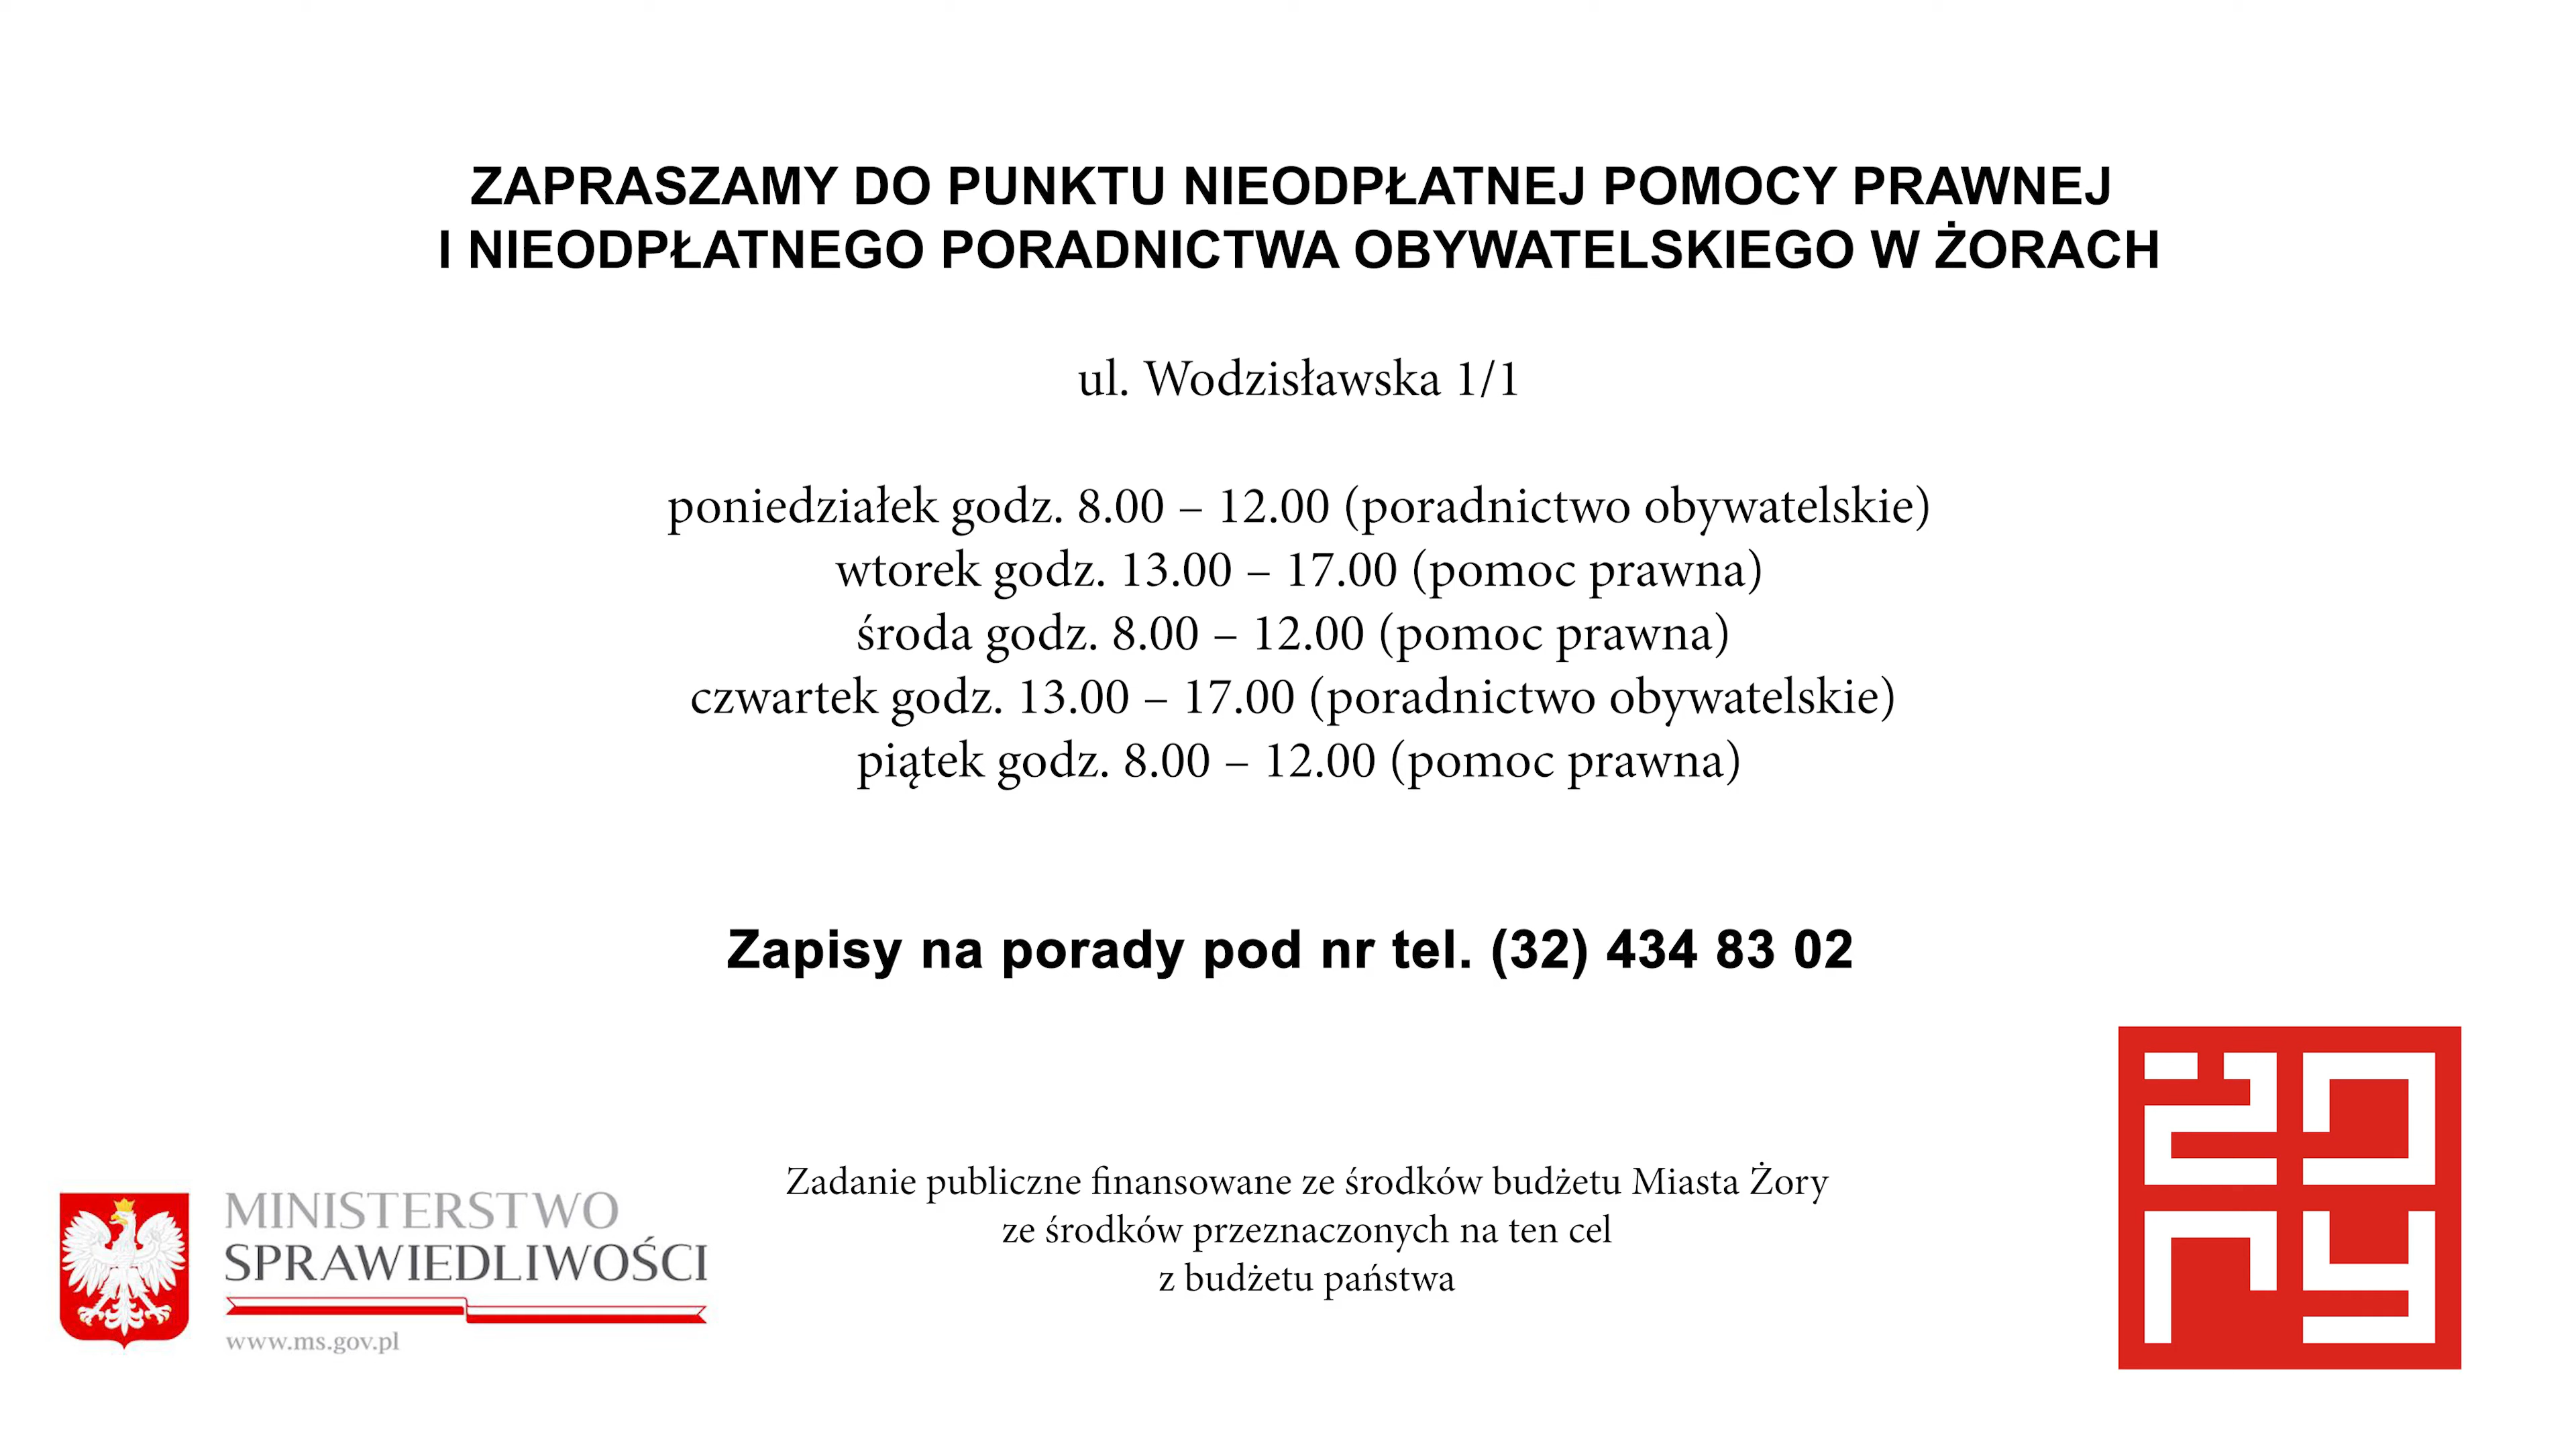 ZAPRASZAMY DO PUNKTU NIEODPŁATNEJ POMOCY PRAWNEJ
I NIEODPŁATNEGO PORADNICTWA OBYWATELSKIEGO W ŻORACH
ul. Wodzisławska 1/1
poniedziałek godz. 8.00 – 12.00 (poradnictwo obywatelskie)
wtorek godz. 13.00 – 17.00 (pomoc prawna)
środa godz. 8.00 – 12.00 (pomoc prawna)
czwartek godz. 13.00 – 17.00 (poradnictwo obywatelskie)
piątek godz. 8.00 – 12.00 (pomoc prawna)
Zapisy na porady pod nr tel. (32) 434 83 02
Zadanie publiczne finansowane ze środków budżetu Miasta Żory
ze środków przeznaczonych na ten cel
z budżetu państwa
MINISTERSTWO
SPRAWIEDLIWOŚCI
www.ms.gov.pl
żo
ry